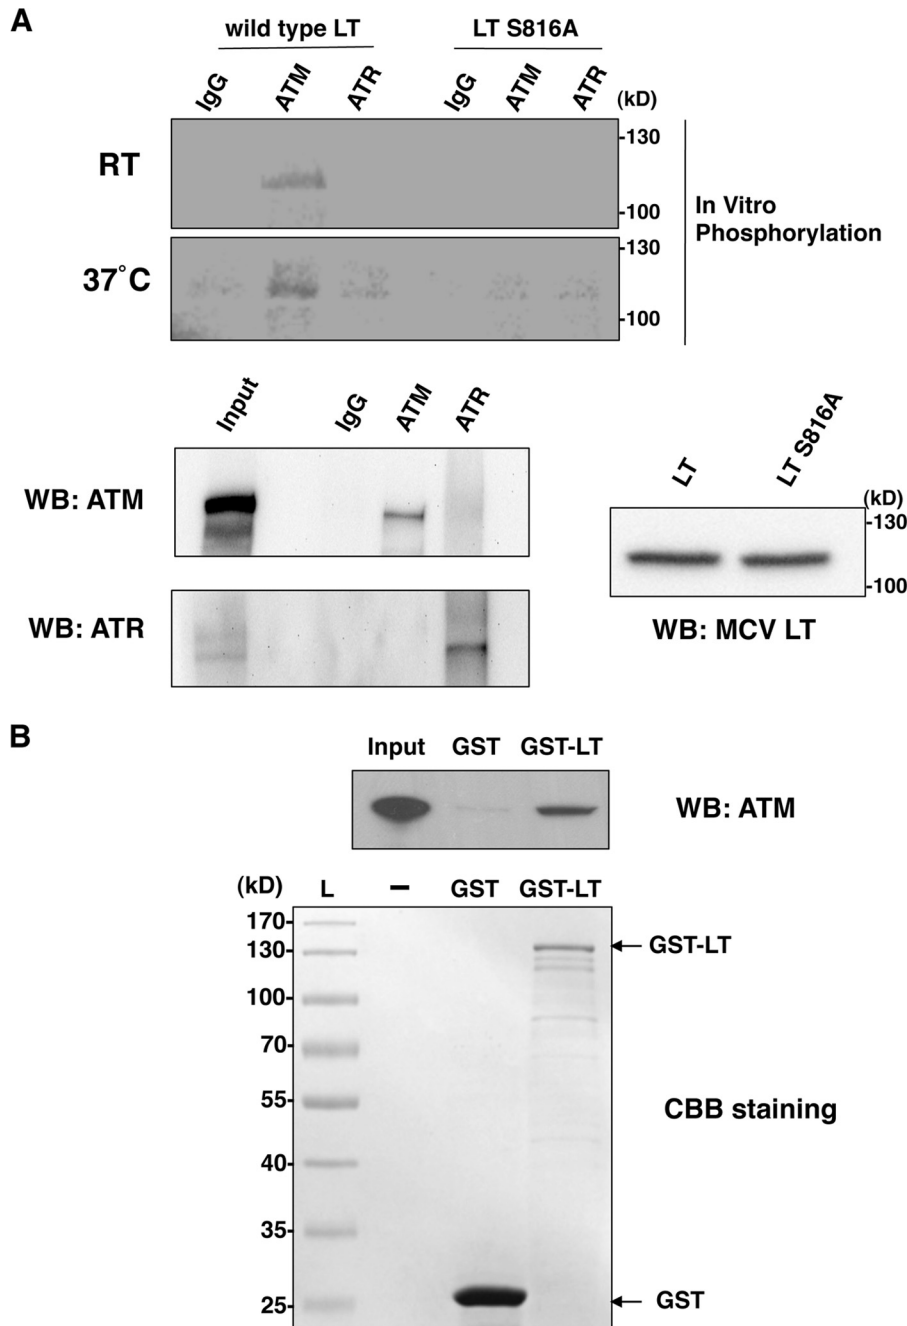 A
wild type LT
LT S816A
IgG
ATM
ATR
IgG
ATM
ATR
(kD)
RT
-130
-100
In Vitro
Phosphorylation
37°C
-130
-100
Input
IgG
ATM
ATR
WB: ATM
WB: ATR
LT
LT S816A
(kD)
-130
-100
WB: MCV LT
B
Input GST GST-LT
WB: ATM
(kD) L – GST GST-LT
170-
130-
GST-LT
100-
70-
55-
CBB staining
40-
35-
25-
GST